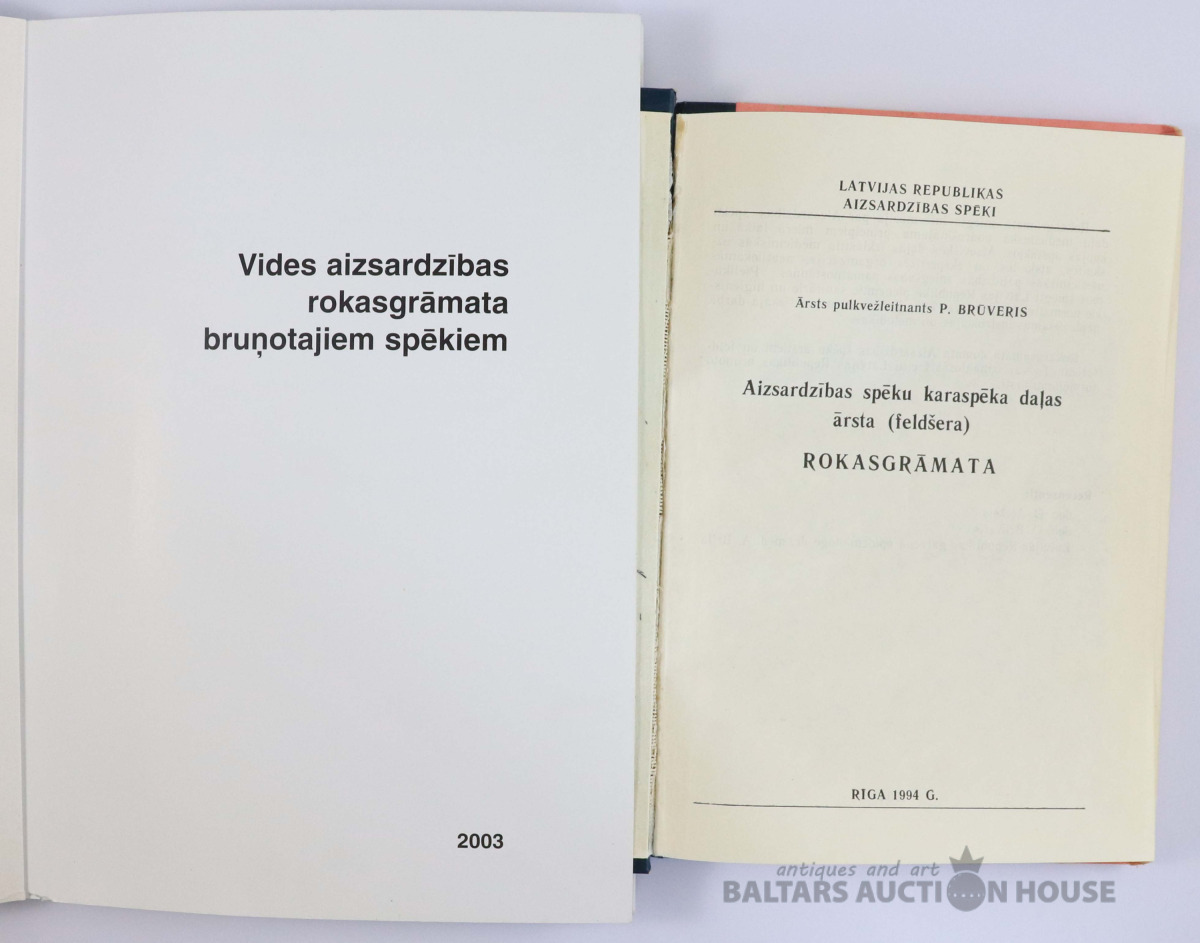 Vides aizsardzības
rokasgrāmata
bruņotajiem spēkiem
2003
LATVIJAS REPUBLIKAS
AIZSARDZĪBAS SPĒKI
Ārsts pulkvežleitnants P. BRŪVERIS
Aizsardzības spēku karaspēka daļas
ārsta (feldšera)
ROKASGRĀMATA
RĪGA 1994 G.
antiques and art
BALTARS AUCTION HOUSE